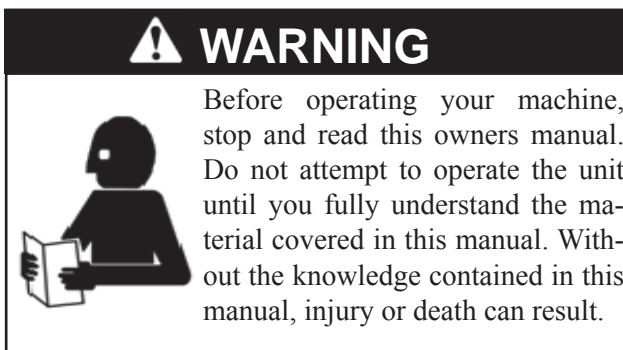 WARNING
Before operating your machine,
stop and read this owners manual.
Do not attempt to operate the unit
until you fully understand the ma-
terial covered in this manual. With-
out the knowledge contained in this
manual, injury or death can result.